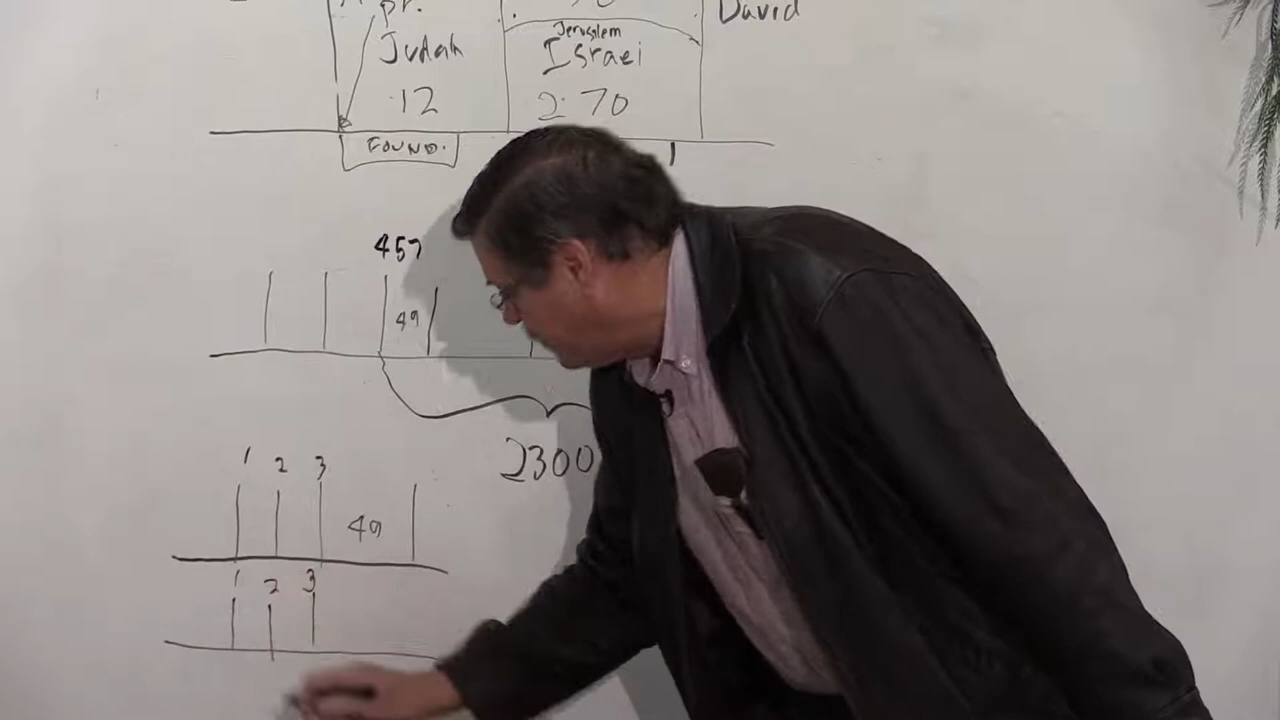 pr.
David
Jerusalem
Judah
Israel
12
2:70
FOUND.
457
49
2300
1 2 3
49
1 2 3